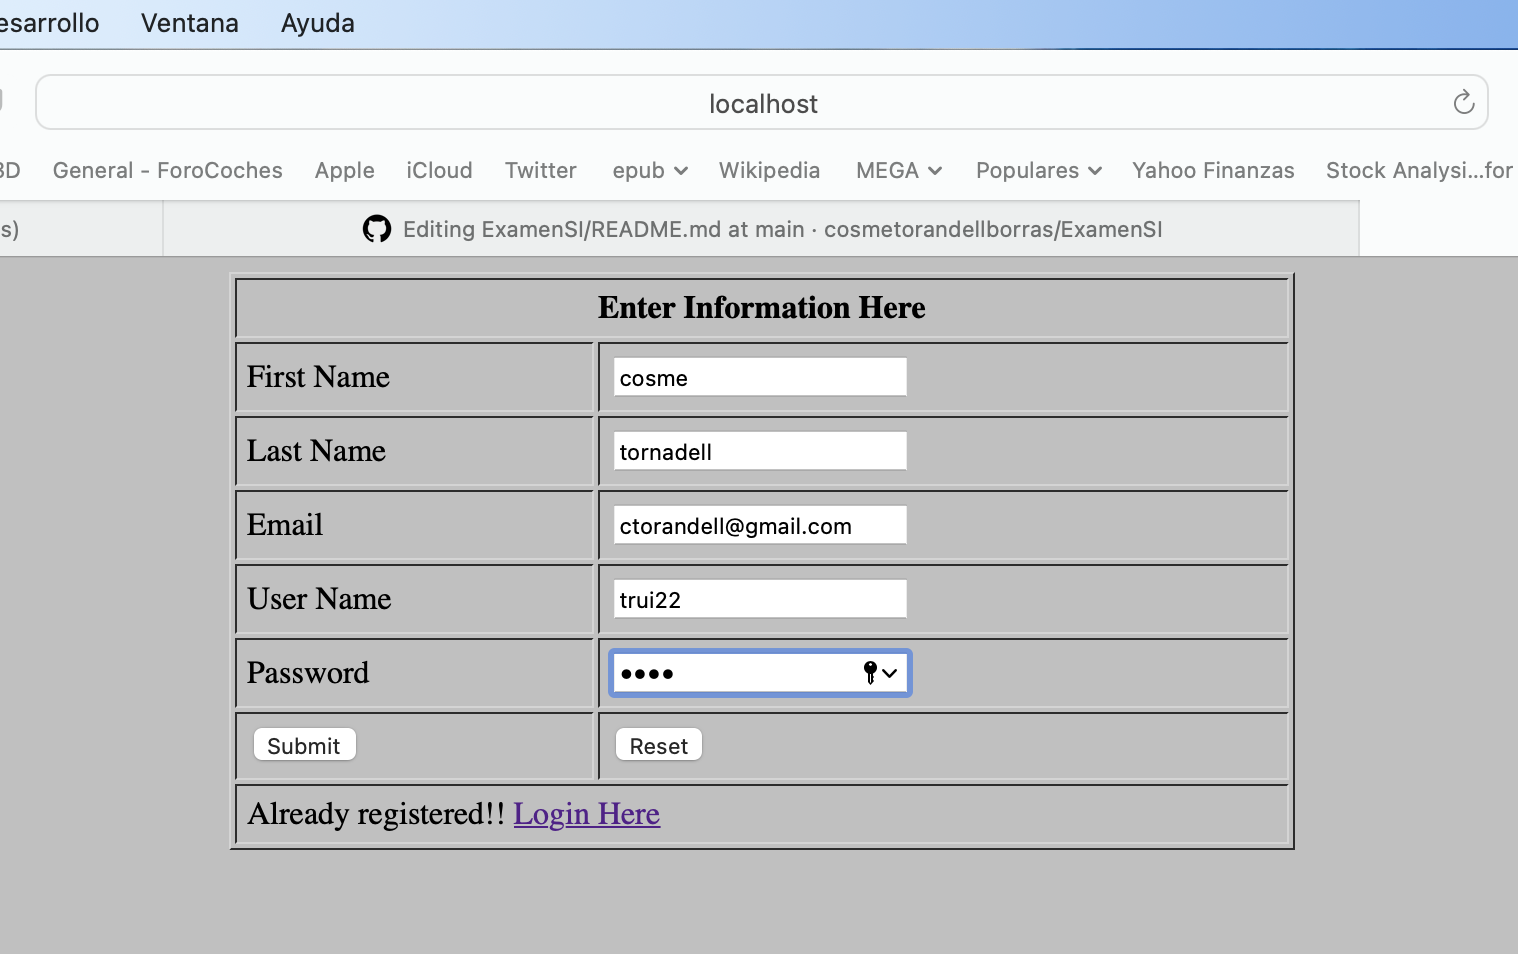 esarrollo Ventana Ayuda
localhost
3D General - ForoCoches Apple iCloud Twitter epub Wikipedia MEGA Populares Yahoo Finanzas Stock Analysi...for
s) Editing ExamenSI/README.md at main · cosmetorandellborras/ExamenSI
Enter Information Here
First Name cosme
Last Name tornadell
Email ctorandell@gmail.com
User Name trui22
Password ••••
Submit Reset
Already registered!! Login Here